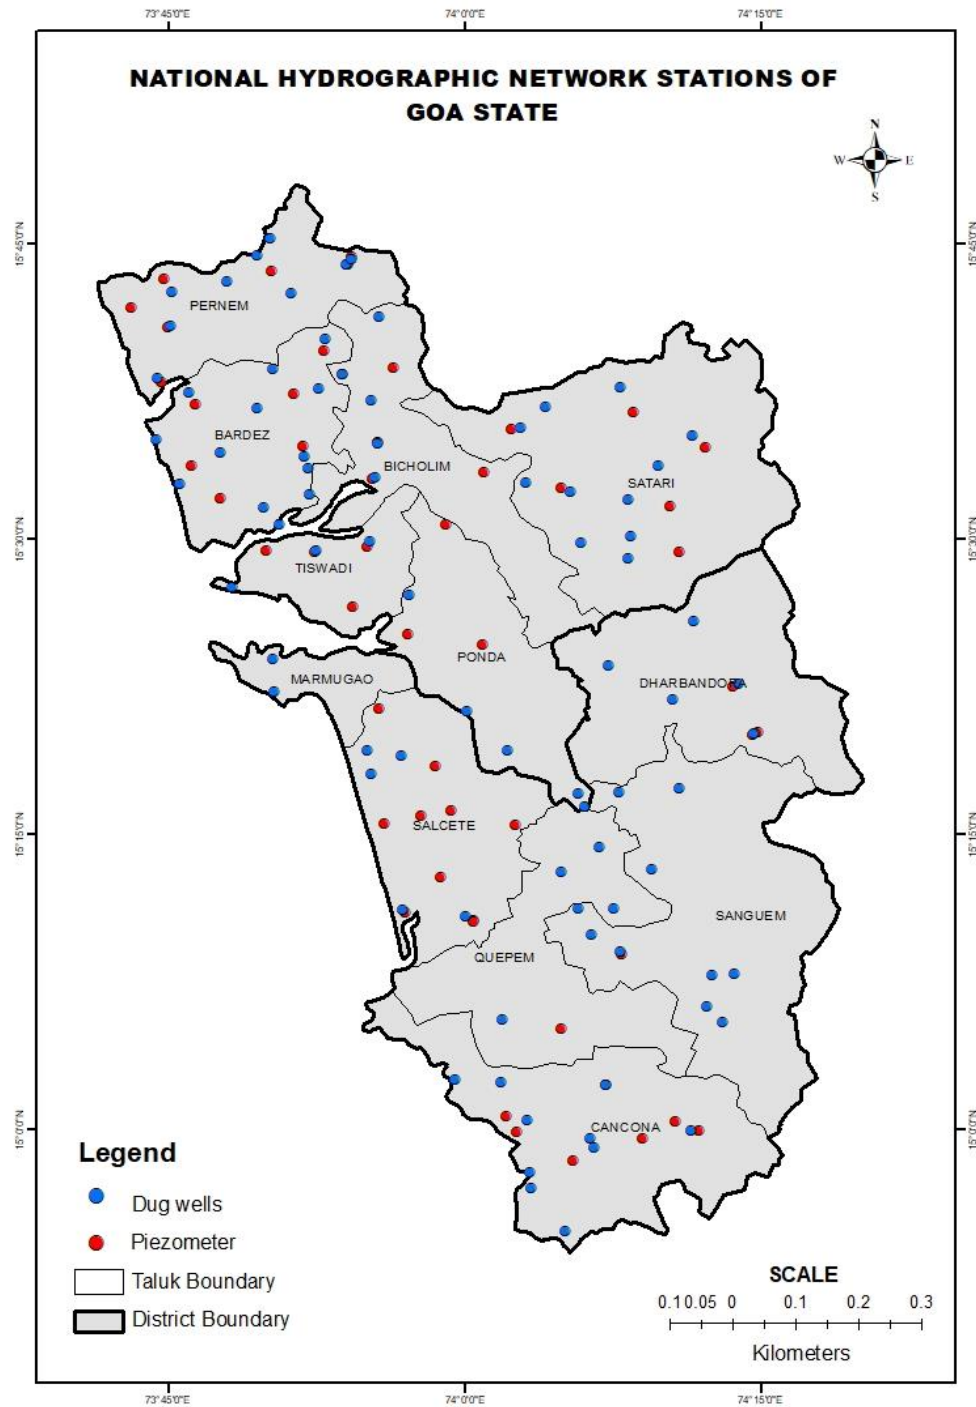 73°45'0"E 74°0'0"E 74°15'0"E
NATIONAL HYDROGRAPHIC NETWORK STATIONS OF
GOA STATE
N
W E
S
15°45'0"N 15°45'0"N
PERNEM
BARDEZ
BICHOLIM
SATARI
15°30'0"N 15°30'0"N
TISWADI
PONDA
MARMUGAO
DHARBANDORA
15°15'0"N 15°15'0"N
SALCETE
SANGUEM
QUEPEM
15°0'0"N 15°0'0"N
CANCONA
Legend
Dug wells
Piezometer
Taluk Boundary
District Boundary
SCALE
0.10.05 0 0.1 0.2 0.3
Kilometers
73°45'0"E 74°0'0"E 74°15'0"E